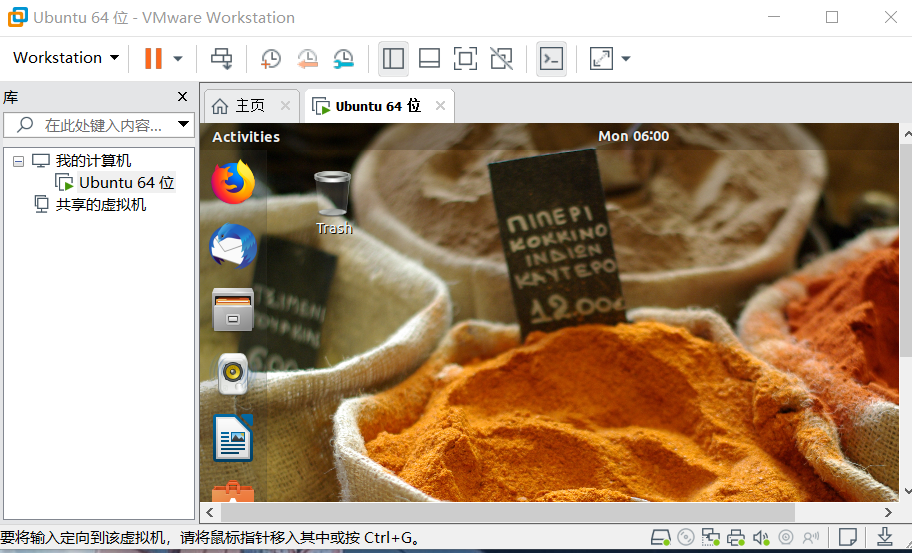 Ubuntu 64 位 - VMware Workstation
Workstation
库
主页
Ubuntu 64 位
在此处键入内容...
Activities
Mon 06:00
我的计算机
Ubuntu 64 位
共享的虚拟机
Trash
ΠΙΠΕΡΙ
ΚΟΚΚΙΝΟ
ΙΝΔΙΩΝ
ΚΑΥΤΕΡΟ
12.00€
要将输入定向到该虚拟机，请将鼠标指针移入其中或按 Ctrl+G。